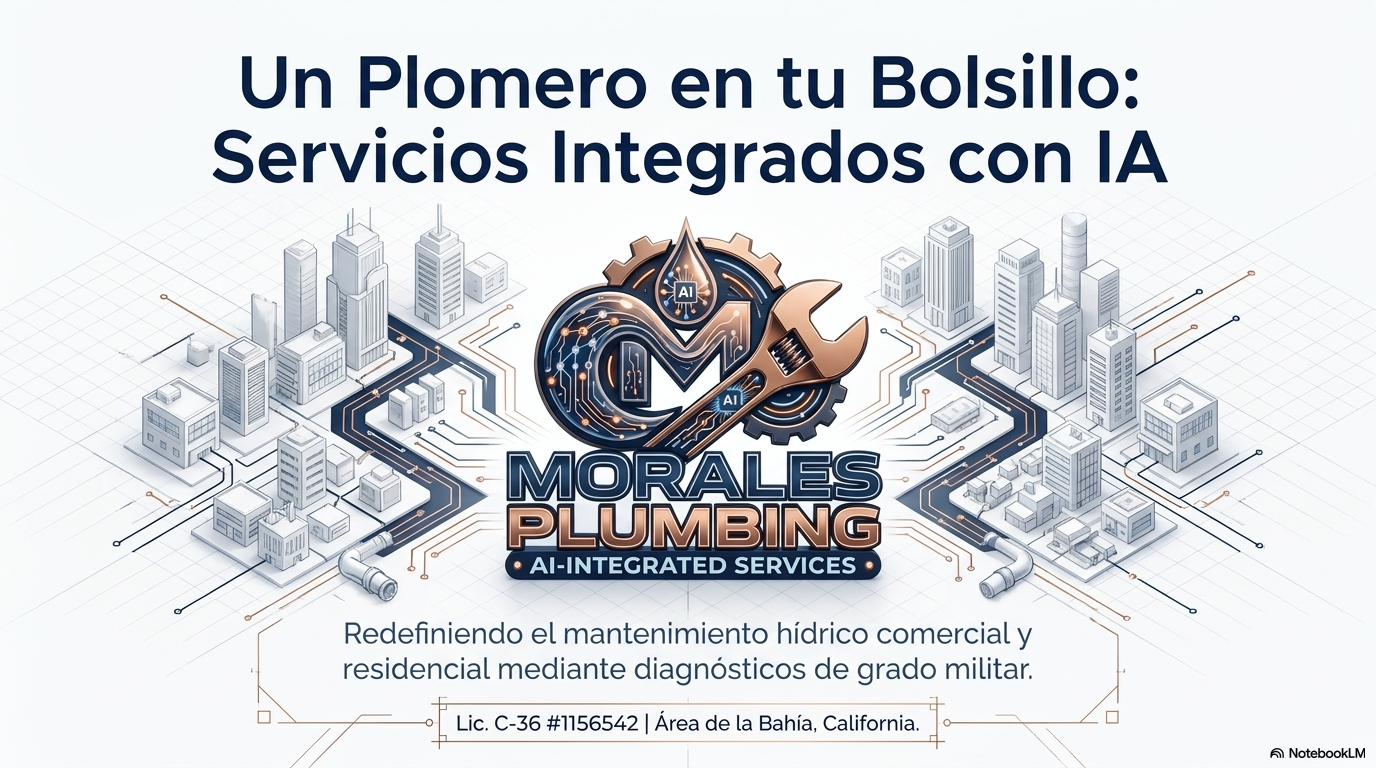 Un Plomero en tu Bolsillo:
Servicios Integrados con IA
AI
AI
MORALES
PLUMBING
AI-INTEGRATED SERVICES
Redefiniendo el mantenimiento hídrico comercial y
residencial mediante diagnósticos de grado militar.
Lic. C-36 #1156542 | Área de la Bahía, California.
NotebookLM